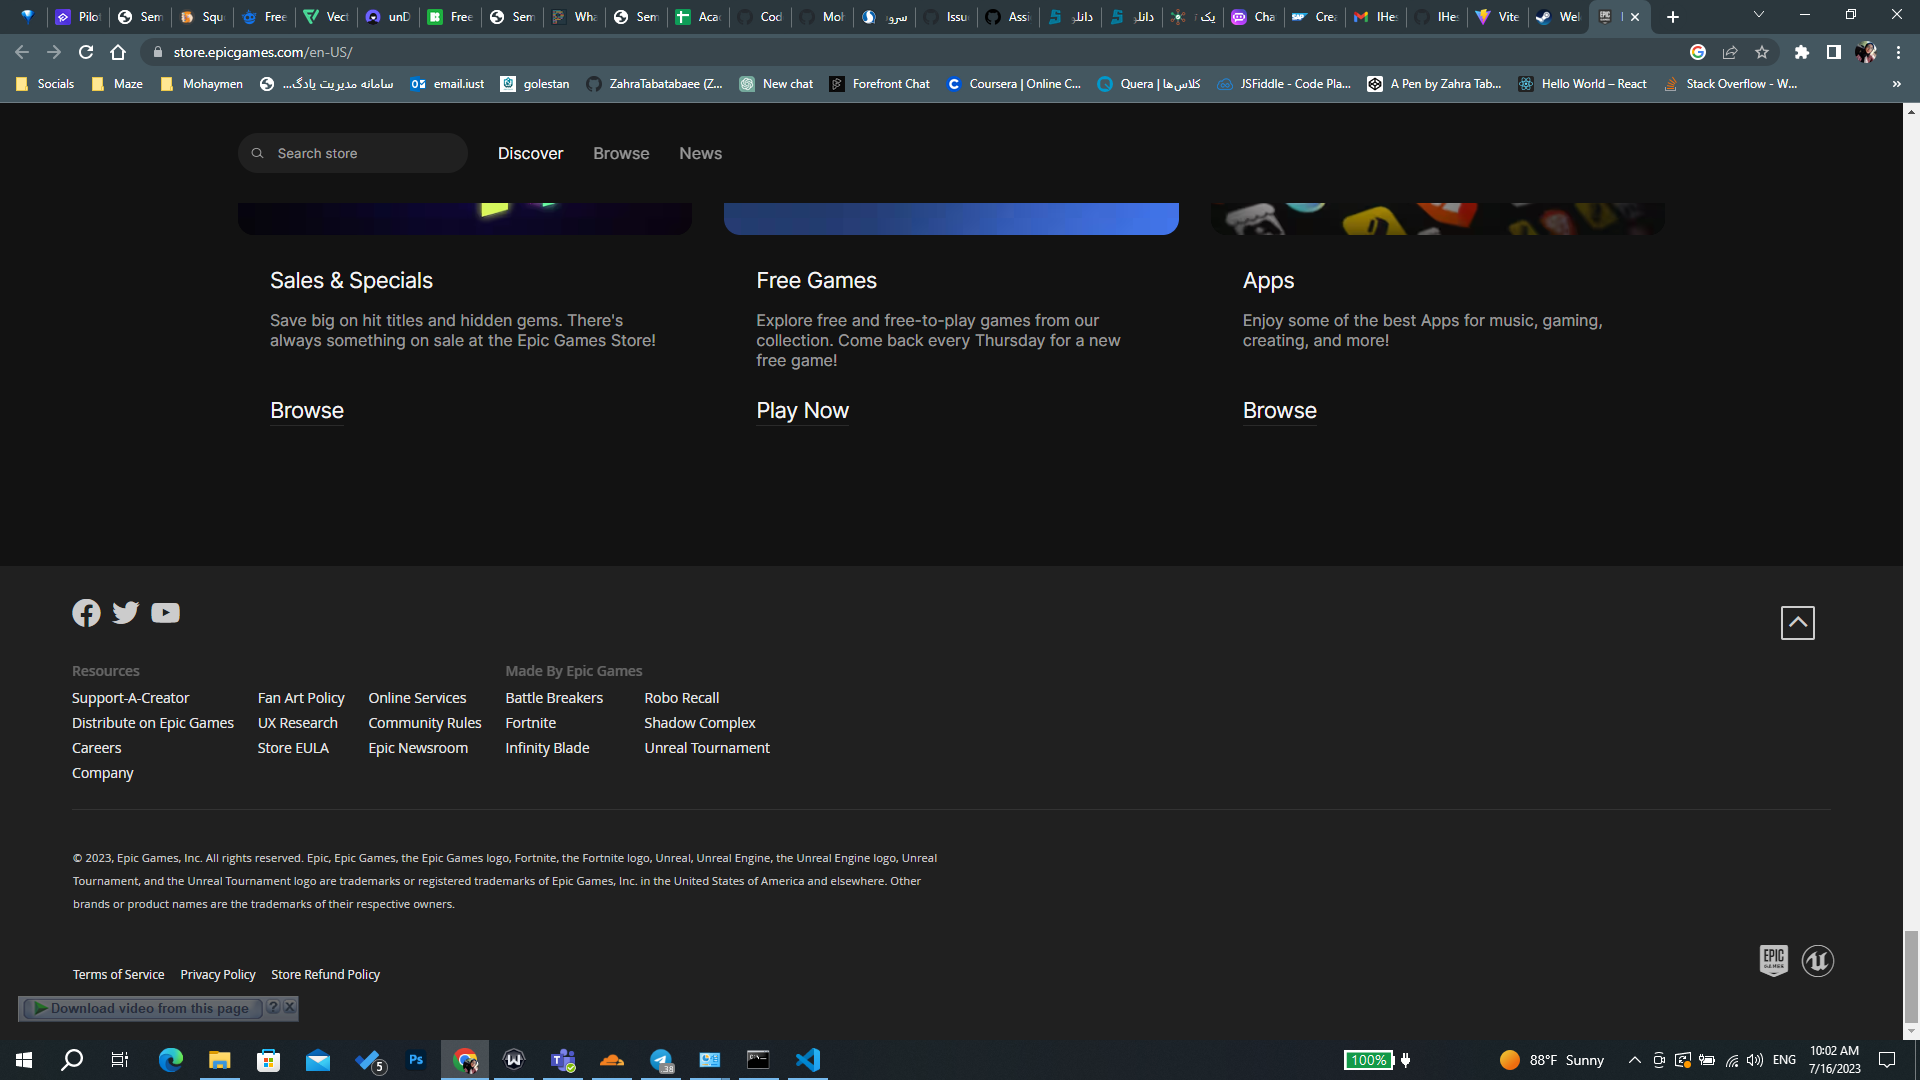 Pilot
Sem
Squ
Free
Vect
unD
Free
Sem
Wha
Sem
Aca
Cod
Moh
سرور
Issu
Assi
دانلو
دانلو
یک
Cha
Crea
IHes
IHes
Vite
Wel
store.epicgames.com/en-US/
Socials
Maze
Mohaymen
سامانه مدیریت یادگ...
email.iust
golestan
ZahraTabatabaee (Z...
New chat
Forefront Chat
Coursera | Online C...
Quera | کلاس‌ها
JSFiddle - Code Pla...
A Pen by Zahra Tab...
Hello World – React
Stack Overflow - W...
»
Search store
Discover
Browse
News
Sales & Specials
Save big on hit titles and hidden gems. There's
always something on sale at the Epic Games Store!
Browse
Free Games
Explore free and free-to-play games from our
collection. Come back every Thursday for a new
free game!
Play Now
Apps
Enjoy some of the best Apps for music, gaming,
creating, and more!
Browse
Resources
Support-A-Creator
Distribute on Epic Games
Careers
Company
Fan Art Policy
UX Research
Store EULA
Online Services
Community Rules
Epic Newsroom
Made By Epic Games
Battle Breakers
Fortnite
Infinity Blade
Robo Recall
Shadow Complex
Unreal Tournament
© 2023, Epic Games, Inc. All rights reserved. Epic, Epic Games, the Epic Games logo, Fortnite, the Fortnite logo, Unreal, Unreal Engine, the Unreal Engine logo, Unreal
Tournament, and the Unreal Tournament logo are trademarks or registered trademarks of Epic Games, Inc. in the United States of America and elsewhere. Other
brands or product names are the trademarks of their respective owners.
Terms of Service
Privacy Policy
Store Refund Policy
EPIC
GAMES
Download video from this page
?
5
Ps
38
100%
88°F Sunny
ENG
10:02 AM
7/16/2023